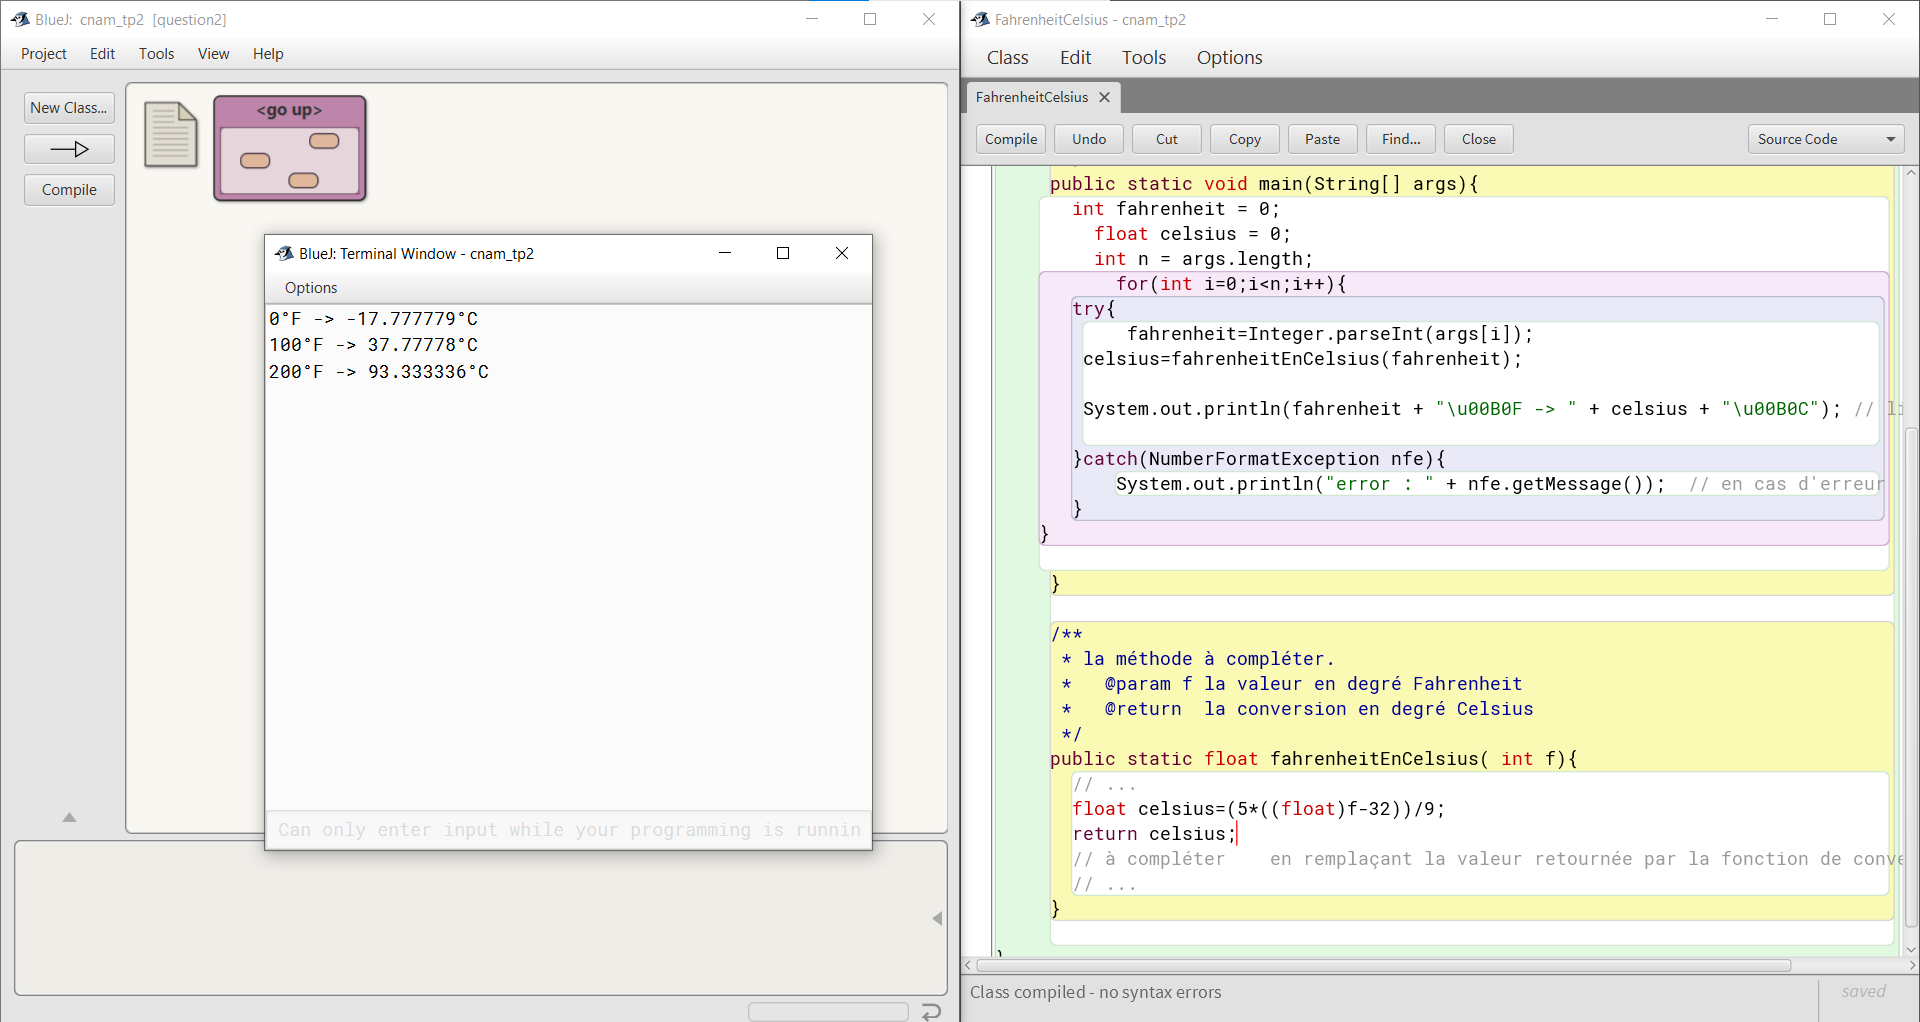 BlueJ:  cnam_tp2  [question2]
Project Edit Tools View Help
New Class...
Compile
<go up>
BlueJ: Terminal Window - cnam_tp2
Options
0°F -> -17.777779°C
100°F -> 37.77778°C
200°F -> 93.333336°C
Can only enter input while your programming is runnin
FahrenheitCelsius - cnam_tp2
Class Edit Tools Options
FahrenheitCelsius
Compile Undo Cut Copy Paste Find... Close Source Code
public static void main(String[] args){
int fahrenheit = 0;
float celsius = 0;
int n = args.length;
for(int i=0;i<n;i++){
try{
fahrenheit=Integer.parseInt(args[i]);
celsius=fahrenheitEnCelsius(fahrenheit);
System.out.println(fahrenheit + "\u00B0F -> " + celsius + "\u00B0C"); // li
}catch(NumberFormatException nfe){
System.out.println("error : " + nfe.getMessage());  // en cas d'erreur
}
}
}
/**
* la méthode à compléter.
*   @param f la valeur en degré Fahrenheit
*   @return  la conversion en degré Celsius
*/
public static float fahrenheitEnCelsius( int f){
// ...
float celsius=(5*((float)f-32))/9;
return celsius;
// à compléter    en remplaçant la valeur retournée par la fonction de conve
// ...
}
}
Class compiled - no syntax errors
saved